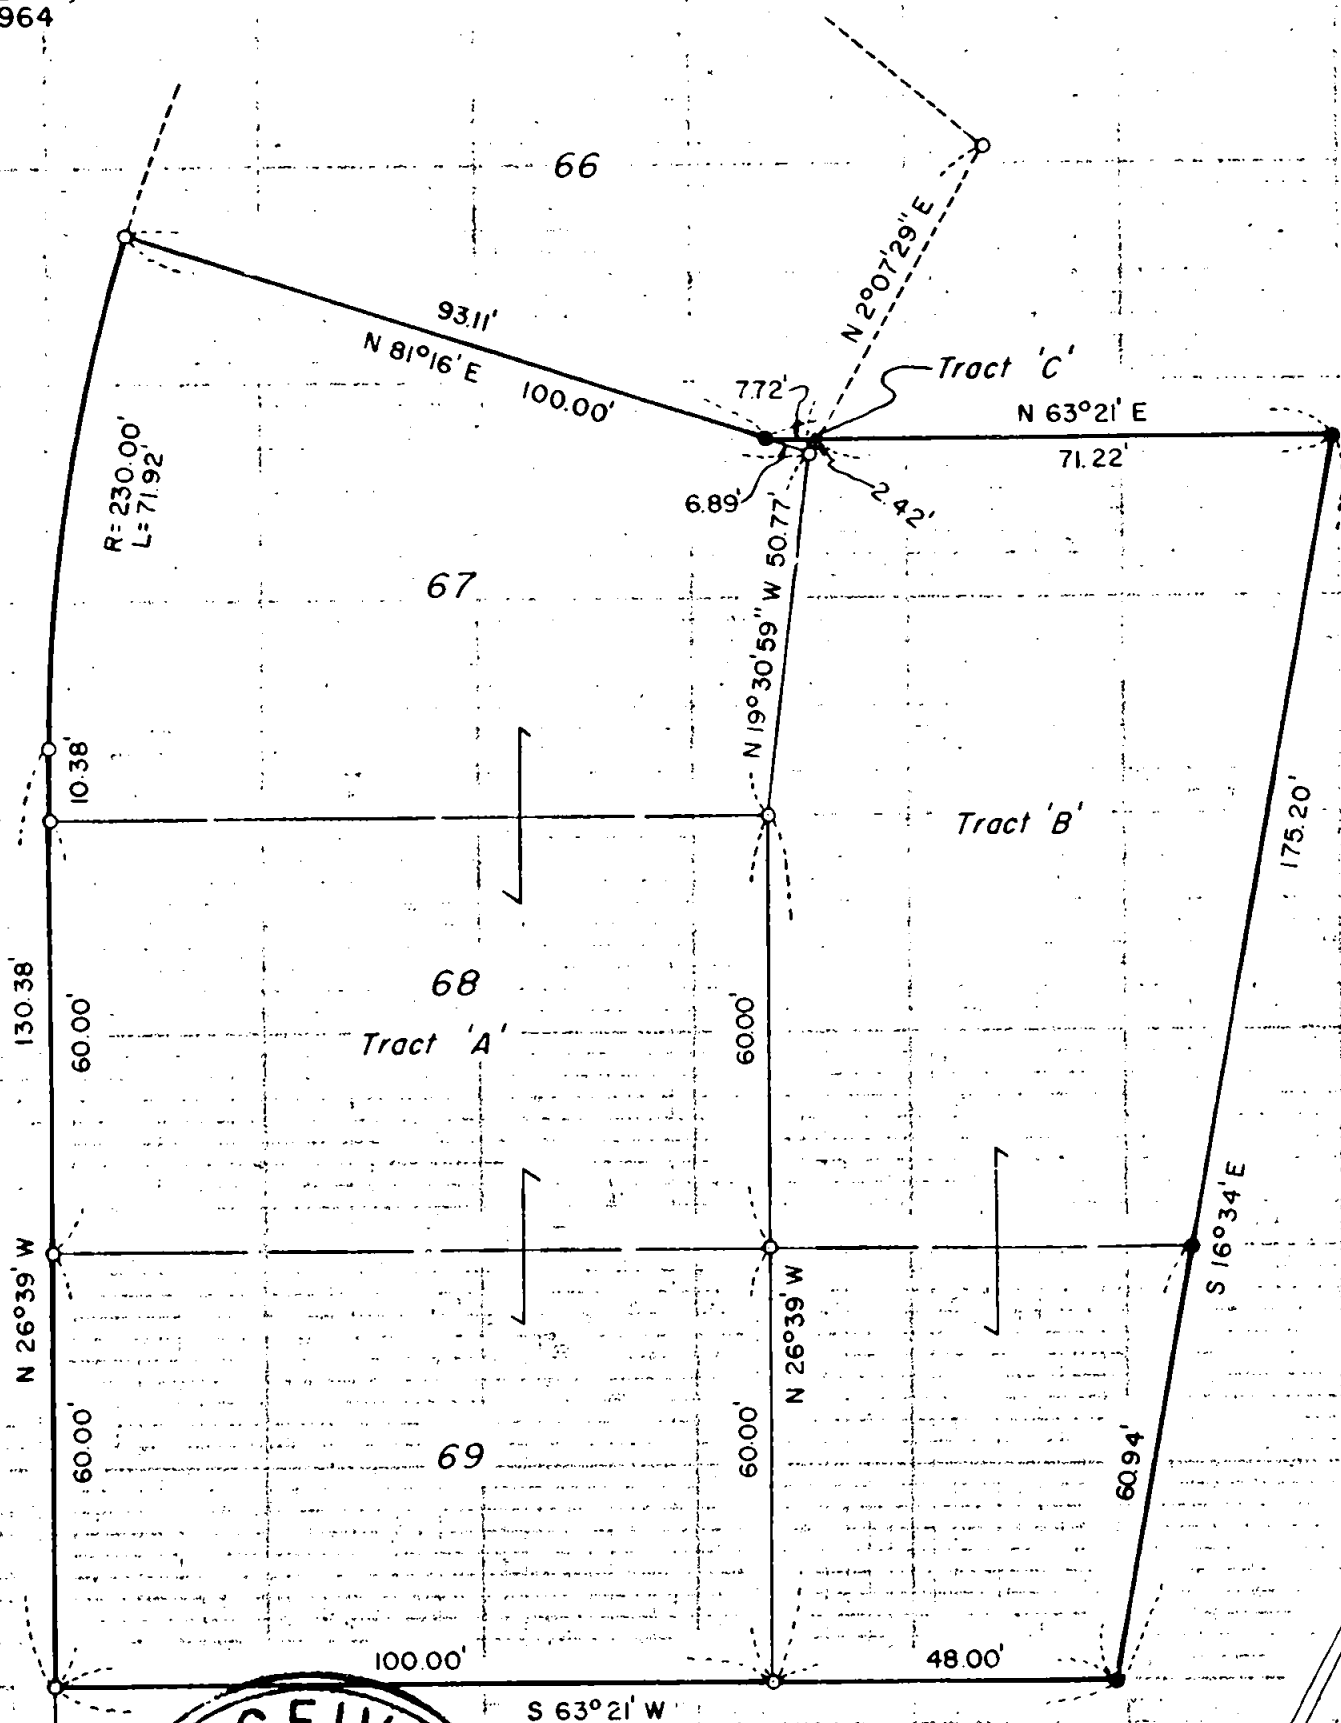 964
66
N 2°07'29" E
93.11'
N 81°16' E
100.00'
7.72'
Tract 'C'
N 63°21' E
71.22'
6.89'
2.42'
R=230.00'
L=71.92'
67
N 19°30'59" W 50.77'
10.38'
Tract 'B'
175.20'
130.38'
68
60.00'
60.00'
Tract 'A'
S 16°34' E
N 26°39' W
N 26°39' W
60.00'
69
60.00'
60.94'
100.00'
48.00'
S 63°21' W